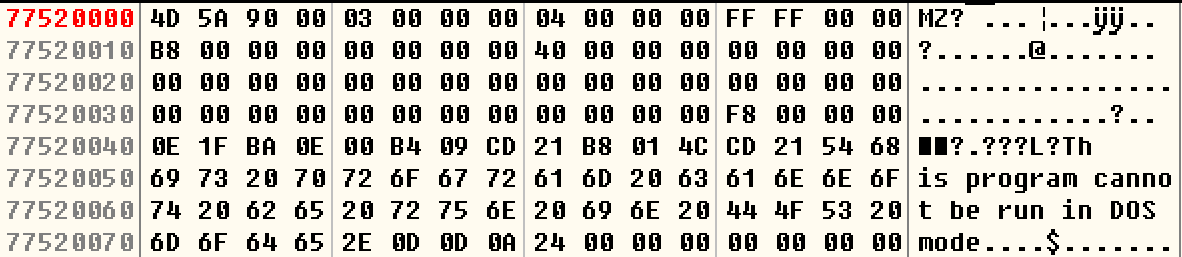 77520000 4D 5A 90 00 03 00 00 00 04 00 00 00 FF FF 00 00 MZ? ... ¦...ÿÿ..
77520010 B8 00 00 00 00 00 00 00 40 00 00 00 00 00 00 00 ?.......@.......
77520020 00 00 00 00 00 00 00 00 00 00 00 00 00 00 00 00 ................
77520030 00 00 00 00 00 00 00 00 00 00 00 00 F8 00 00 00 ............?..
77520040 0E 1F BA 0E 00 B4 09 CD 21 B8 01 4C CD 21 54 68 ■■?.???L?Th
77520050 69 73 20 70 72 6F 67 72 61 6D 20 63 61 6E 6E 6F is program canno
77520060 74 20 62 65 20 72 75 6E 20 69 6E 20 44 4F 53 20 t be run in DOS
77520070 6D 6F 64 65 2E 0D 0D 0A 24 00 00 00 00 00 00 00 mode....$.......